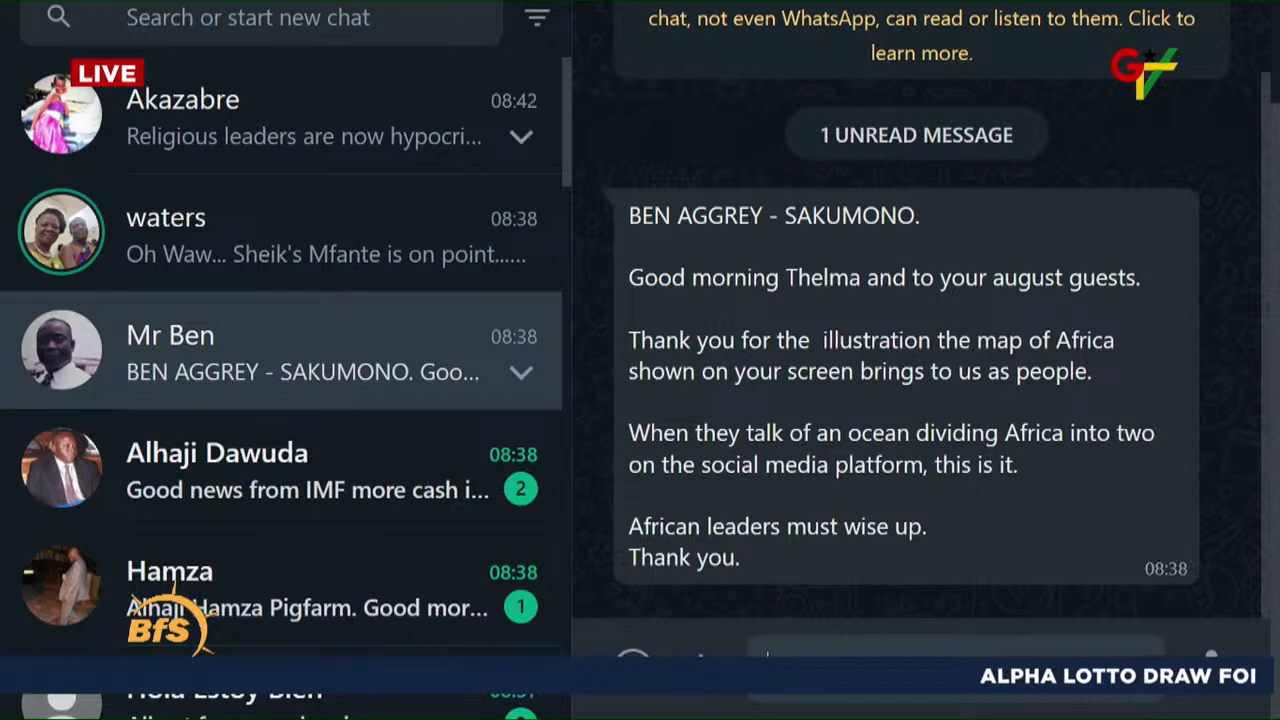 Search or start new chat
LIVE
Akazabre
08:42
Religious leaders are now hypocri...
waters
08:38
Oh Waw... Sheik's Mfante is on point......
Mr Ben
08:38
BEN AGGREY - SAKUMONO. Goo...
Alhaji Dawuda
08:38
Good news from IMF more cash i...
2
Hamza
08:38
Alhaji Hamza Pigfarm. Good mor...
1
BfS
chat, not even WhatsApp, can read or listen to them. Click to
learn more.
GTV
1 UNREAD MESSAGE
BEN AGGREY - SAKUMONO.
Good morning Thelma and to your august guests.
Thank you for the  illustration the map of Africa
shown on your screen brings to us as people.
When they talk of an ocean dividing Africa into two
on the social media platform, this is it.
African leaders must wise up.
Thank you.
08:38
ALPHA LOTTO DRAW FOI